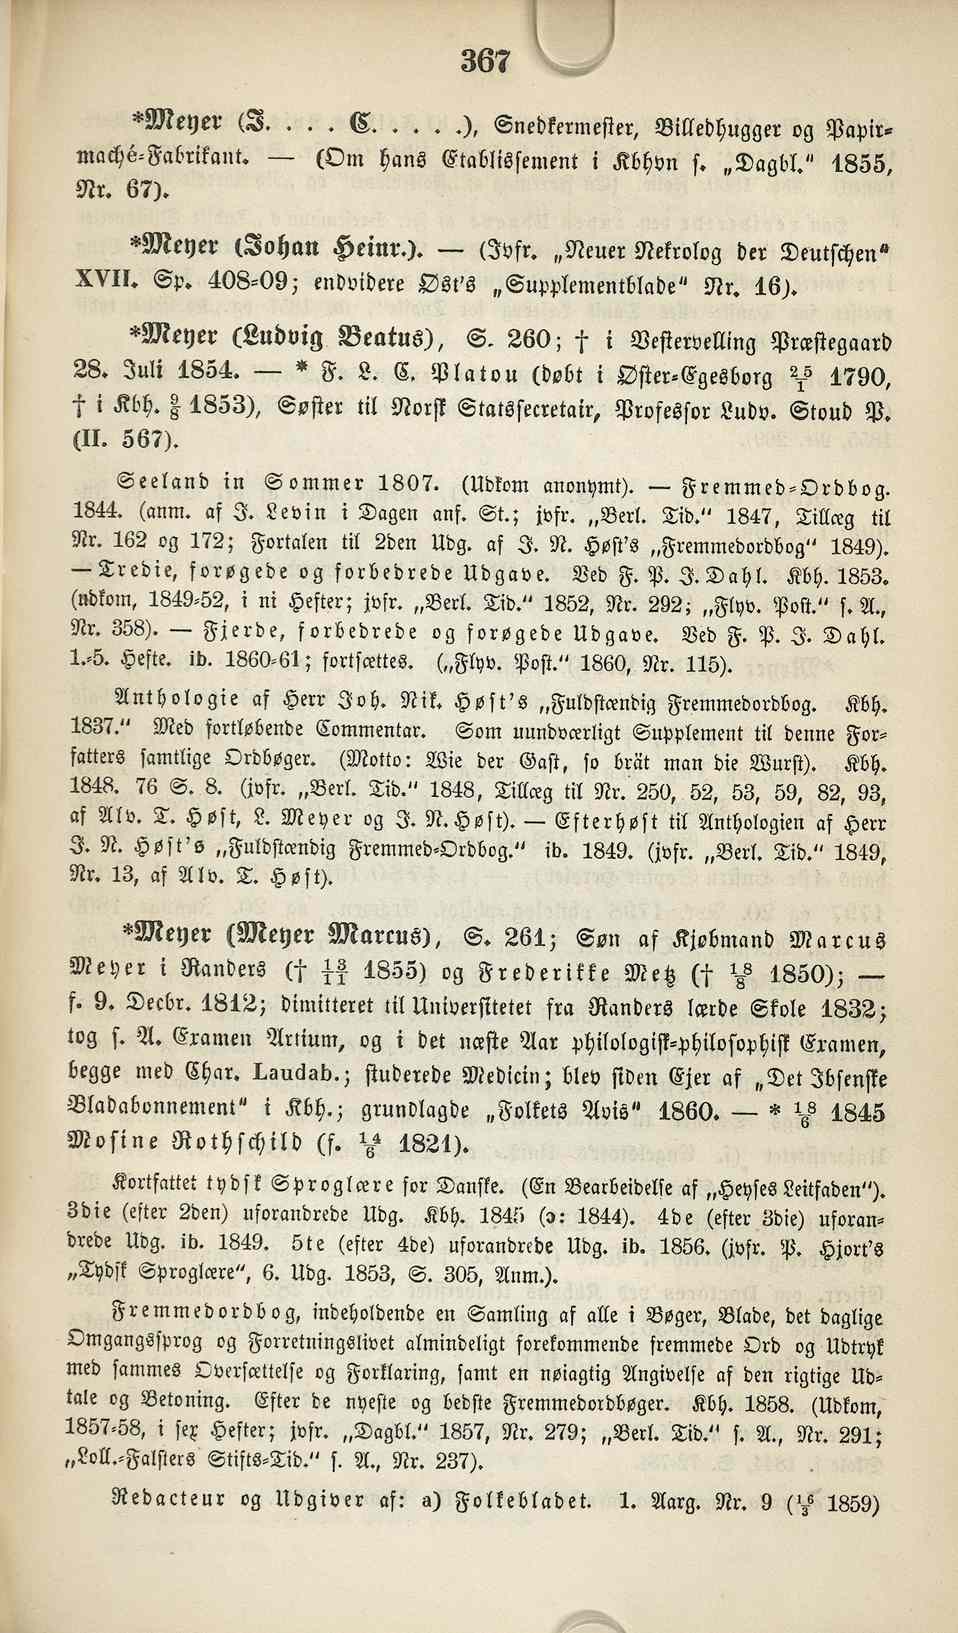 367
*Meyer (J. . . . C. . . . .), Snedkermester, Billedhugger og Papir-
maché-Fabrikant. — (Om hans Etablissement i Kbhvn s. „Dagbl." 1855,
Nr. 67).
*Meyer (Johan Heinr.). — (Jvfr. „Neuer Nekrolog der Deutschen"
XVII. Sp. 408-09; endvidere Øst's „Supplementblade" Nr. 16).
*Meyer (Ludvig Beatus), S. 260; † i Vestervelling Præstegaard
28. Juli 1854. — * F. L. C. Platou (døbt i Øster-Egesborg 25/1 1790,
† i Kbh. 9/8 1853), Søster til Norsk Statssecretair, Professor Ludv. Stoud P.
(II. 567).
Seeland in Sommer 1807. (Udkom anonymt). — Fremmed-Ordbog.
1844. (anm. af J. Levin i Dagen anf. St.; jvfr. „Berl. Tid." 1847, Tillæg til
Nr. 162 og 172; Fortalen til 2den Udg. af J. N. Høst's „Fremmedordbog" 1849).
— Tredie, forøgede og forbedrede Udgave. Ved F. P. J. Dahl. Kbh. 1853.
(udkom, 1849-52, i ni Hefter; jvfr. „Berl. Tid." 1852, Nr. 292; „Flyv. Post." s. A.,
Nr. 358). — Fjerde, forbedrede og forøgede Udgave. Ved F. P. J. Dahl.
1.-5. Hefte. ib. 1860-61; fortsættes. („Flyv. Post." 1860, Nr. 115).
Anthologie af Herr Joh. Nik. Høst's „Fuldstændig Fremmedordbog. Kbh.
1837." Med fortløbende Commentar. Som uundværligt Supplement til denne For-
fatters samtlige Ordbøger. (Motto: Wie der Gast, so brät man die Wurst). Kbh.
1848. 76 S. 8. (jvfr. „Berl. Tid." 1848, Tillæg til Nr. 250, 52, 53, 59, 82, 93,
af Alv. T. Høst, L. Meyer og J. N. Høst). — Efterhøst til Anthologien af Herr
J. N. Høst's „Fuldstændig Fremmed-Ordbog." ib. 1849. (jvfr. „Berl. Tid." 1849,
Nr. 13, af Alv. T. Høst).
*Meyer (Meyer Marcus), S. 261; Søn af Kjøbmand Marcus
Meyer i Randers († 13/11 1855) og Frederikke Metz († 18/8 1850); —
f. 9. Decbr. 1812; dimitteret til Universitetet fra Randers lærde Skole 1832;
tog s. A. Examen Artium, og i det næste Aar philologisk-philosophisk Examen,
begge med Char. Laudab.; studerede Medicin; blev siden Ejer af „Det Ibsenske
Bladabonnement" i Kbh.; grundlagde „Folkets Avis" 1860. — * 18/6 1845
Mosine Rothschild (f. 14/6 1821).
Kortfattet tydsk Sproglære for Danske. (En Bearbeidelse af „Heyses Leitfaden").
3die (efter 2den) uforandrede Udg. Kbh. 1845 (ɔ: 1844). 4de (efter 3die) uforan-
drede Udg. ib. 1849. 5te (efter 4de) uforandrede Udg. ib. 1856. (jvfr. P. Hjort's
„Tydsk Sproglære", 6. Udg. 1853, S. 305, Anm.).
Fremmedordbog, indeholdende en Samling af alle i Bøger, Blade, det daglige
Omgangssprog og Forretningslivet almindeligt forekommende fremmede Ord og Udtryk
med sammes Oversættelse og Forklaring, samt en nøiagtig Angivelse af den rigtige Ud-
tale og Betoning. Efter de nyeste og bedste Fremmedordbøger. Kbh. 1858. (Udkom,
1857-58, i sex Hefter; jvfr. „Dagbl." 1857, Nr. 279; „Berl. Tid." s. A., Nr. 291;
„Loll.-Falsters Stifts-Tid." s. A., Nr. 237).
Redacteur og Udgiver af: a) Folkebladet. 1. Aarg. Nr. 9 (16/3 1859)